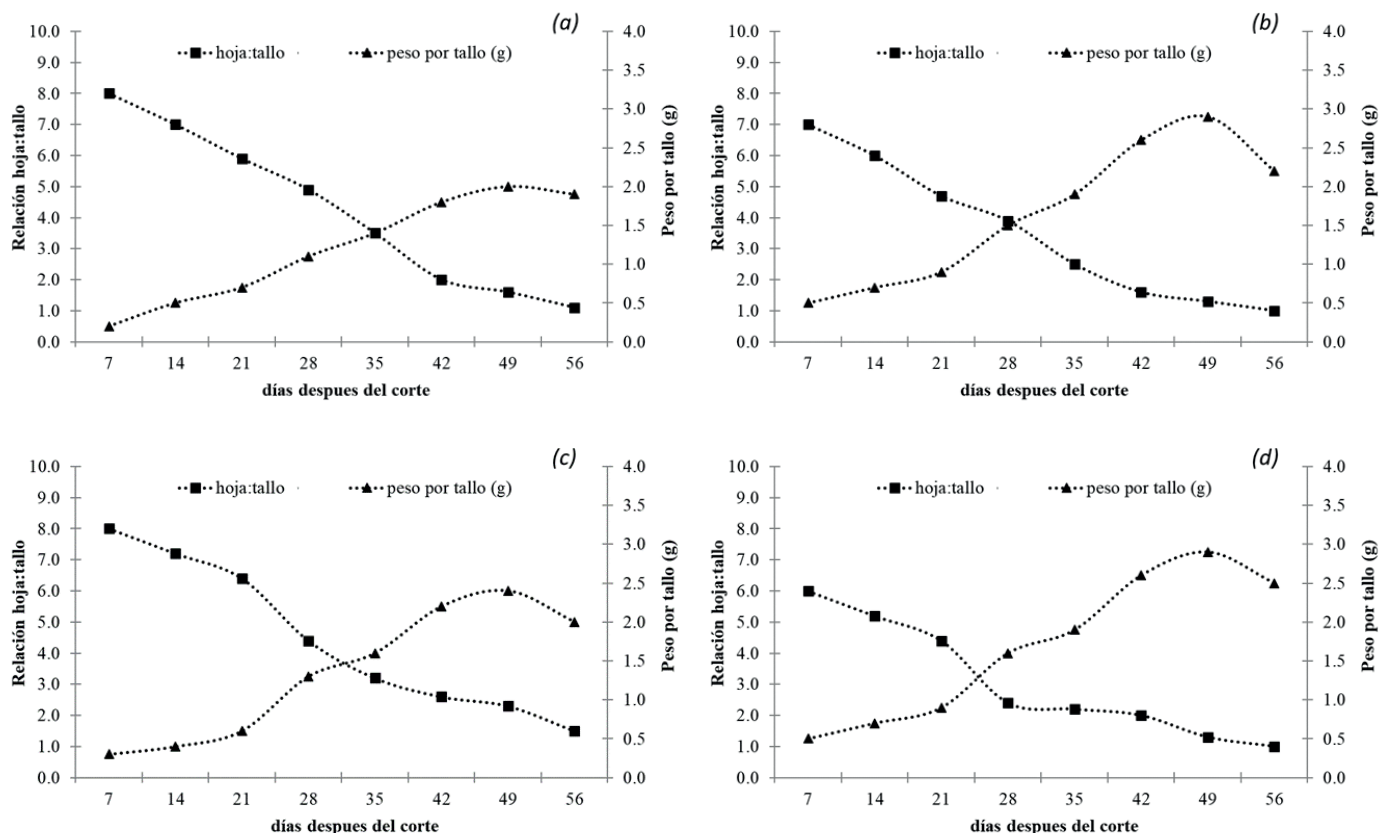 (a)
hoja:tallo
peso por tallo (g)
Relación hoja:tallo
10.0
9.0
8.0
7.0
6.0
5.0
4.0
3.0
2.0
1.0
0.0
4.0
3.5
3.0
2.5
2.0
1.5
1.0
0.5
0.0
Peso por tallo (g)
7 14 21 28 35 42 49 56
días despues del corte
(b)
hoja:tallo
peso por tallo (g)
Relación hoja:tallo
10.0
9.0
8.0
7.0
6.0
5.0
4.0
3.0
2.0
1.0
0.0
4.0
3.5
3.0
2.5
2.0
1.5
1.0
0.5
0.0
Peso por tallo (g)
7 14 21 28 35 42 49 56
días despues del corte
(c)
hoja:tallo
peso por tallo (g)
Relación hoja:tallo
10.0
9.0
8.0
7.0
6.0
5.0
4.0
3.0
2.0
1.0
0.0
4.0
3.5
3.0
2.5
2.0
1.5
1.0
0.5
0.0
Peso por tallo (g)
7 14 21 28 35 42 49 56
días despues del corte
(d)
hoja:tallo
peso por tallo (g)
Relación hoja:tallo
10.0
9.0
8.0
7.0
6.0
5.0
4.0
3.0
2.0
1.0
0.0
4.0
3.5
3.0
2.5
2.0
1.5
1.0
0.5
0.0
Peso por tallo (g)
7 14 21 28 35 42 49 56
días despues del corte